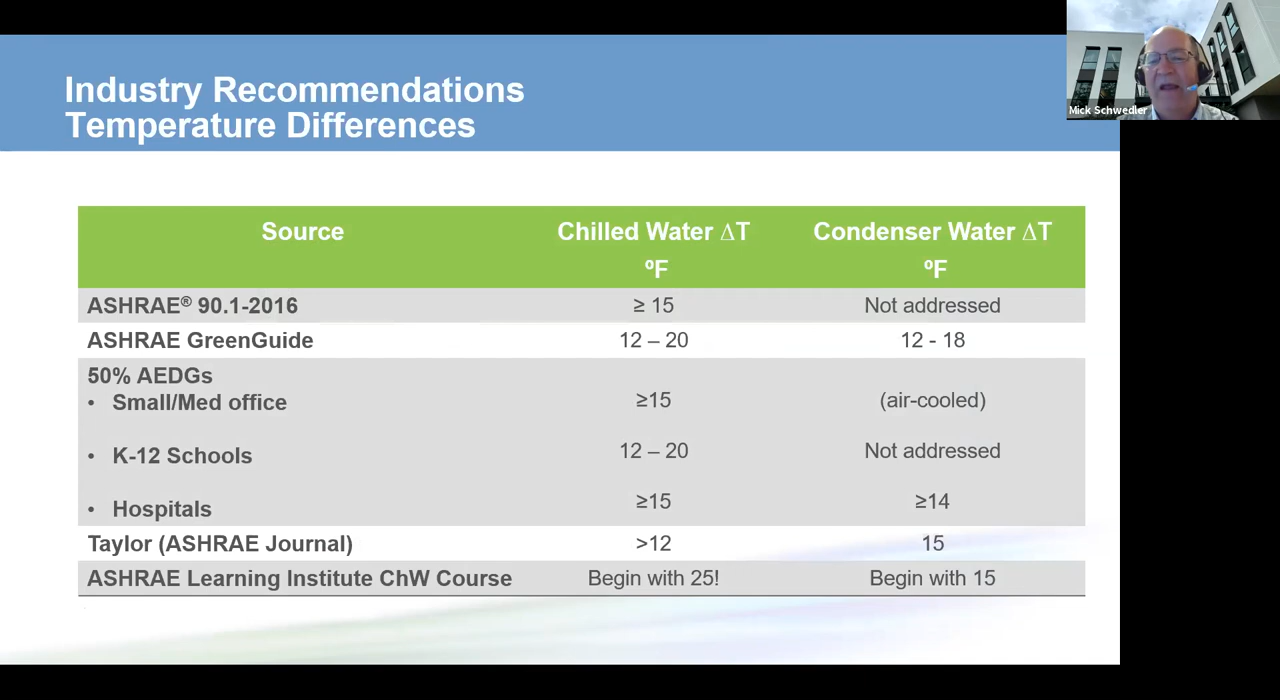 Industry Recommendations
Temperature Differences
Mick Schwedler
Source Chilled Water ΔT Condenser Water ΔT
ºF ºF
ASHRAE® 90.1-2016 ≥ 15 Not addressed
ASHRAE GreenGuide 12 – 20 12 - 18
50% AEDGs
• Small/Med office ≥15 (air-cooled)
• K-12 Schools 12 – 20 Not addressed
• Hospitals ≥15 ≥14
Taylor (ASHRAE Journal) >12 15
ASHRAE Learning Institute ChW Course Begin with 25! Begin with 15